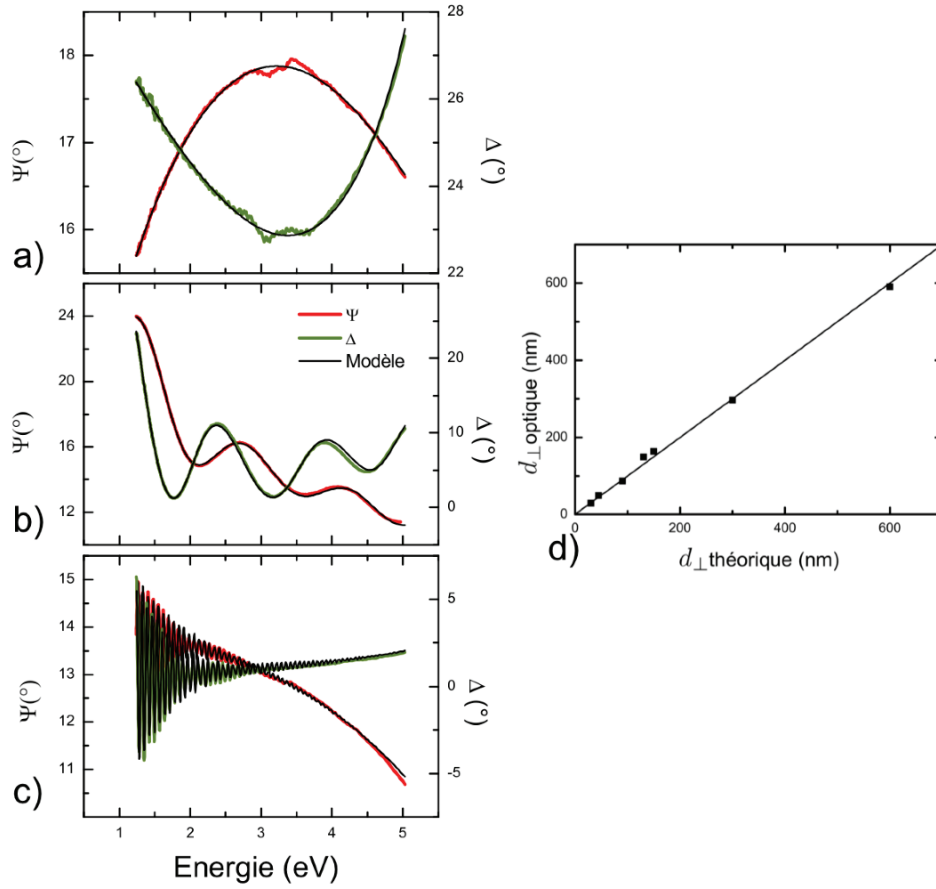 28
18
26
Ψ(°)
17
Δ (°)
24
16
a)
22
24
Ψ
20
Δ
Modèle
20
Ψ(°)
16
10
Δ (°)
0
12
b)
15
5
14
Ψ(°)
13
0
Δ (°)
12
11
-5
c)
1 2 3 4 5
Energie (eV)
600
400
200
0
d⊥optique (nm)
0 200 400 600
d)
d⊥théorique (nm)